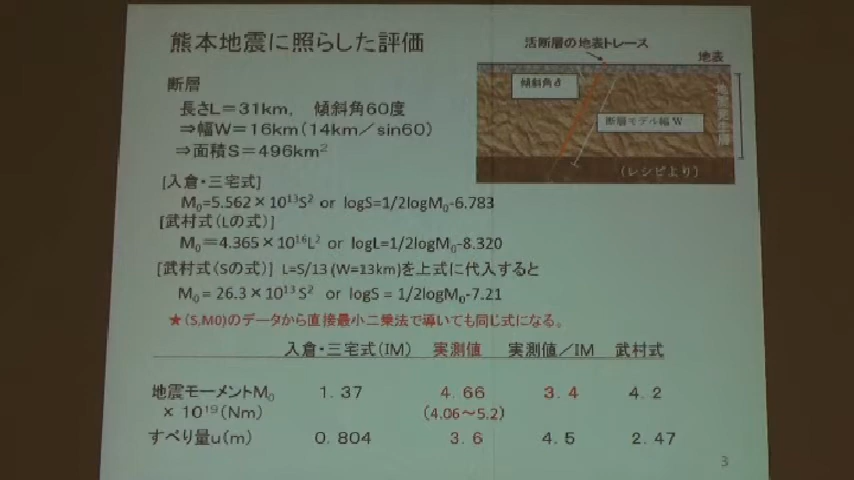 熊本地震に照らした評価
活断層の地表トレース
地表
断層
傾斜角δ
長さL=31km, 傾斜角60度
⇒幅W=16km(14km/sin60)
断層モデル幅 W
⇒面積S=496km²
(レシピより)
[入倉・三宅式]
M₀=5.562×10¹³S² or logS=1/2logM₀-6.783
[武村式(Lの式)]
M₀=4.365×10¹⁶L² or logL=1/2logM₀-8.320
[武村式(Sの式)] L=S/13 (W=13km)を上式に代入すると
M₀ = 26.3×10¹³ S² or logS = 1/2logM₀-7.21
★(S,M0)のデータから直接最小二乗法で導いても同じ式になる。
入倉・三宅式(IM) 実測値 実測値/IM 武村式
地震モーメントM₀ 1.37 4.66 3.4 4.2
× 10¹⁹(Nm) (4.06~5.2)
すべり量u(m) 0.804 3.6 4.5 2.47
3